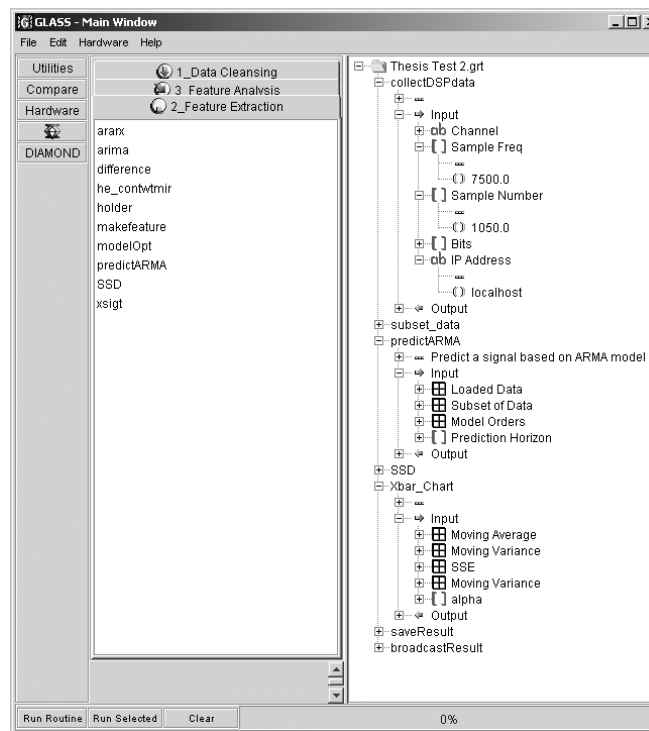 GLASS - Main Window
File Edit Hardware Help
Utilities
Compare
Hardware
DIAMOND
1_Data Cleansing
3_Feature Analysis
2_Feature Extraction
ararx
arima
difference
he_contwtmir
holder
makefeature
modelOpt
predictARMA
SSD
xsigt
Thesis Test 2.grt
collectDSPdata
Input
ab Channel
[ ] Sample Freq
() 7500.0
[ ] Sample Number
() 1050.0
[ ] Bits
ab IP Address
() localhost
Output
subset_data
predictARMA
Predict a signal based on ARMA model
Input
Loaded Data
Subset of Data
Model Orders
[ ] Prediction Horizon
Output
SSD
Xbar_Chart
Input
Moving Average
Moving Variance
SSE
Moving Variance
[ ] alpha
Output
saveResult
broadcastResult
Run Routine Run Selected Clear 0%